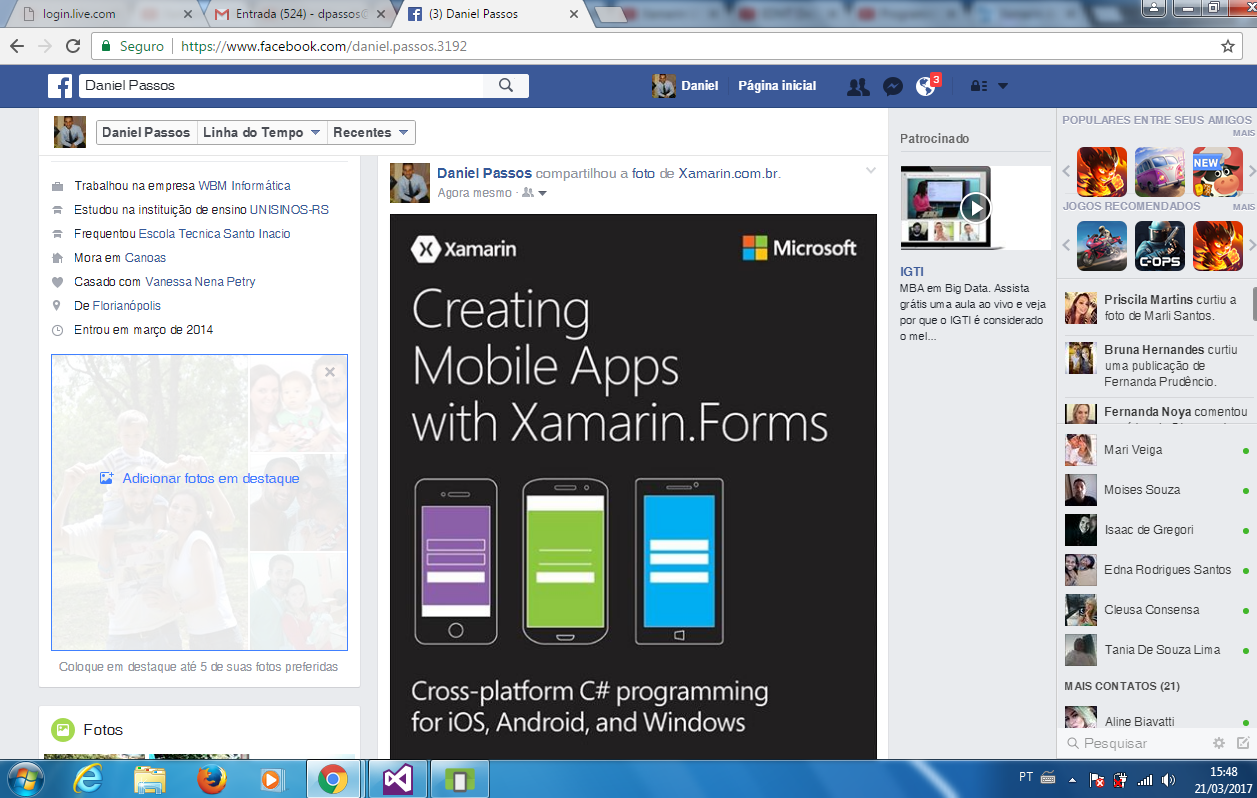 login.live.com
Entrada (524) - dpassos
(3) Daniel Passos
Seguro
https://www.facebook.com/daniel.passos.3192
Daniel Passos
Daniel
Página inicial
3
Daniel Passos
Linha do Tempo
Recentes
Trabalhou na empresa WBM Informática
Estudou na instituição de ensino UNISINOS-RS
Frequentou Escola Tecnica Santo Inacio
Mora em Canoas
Casado com Vanessa Nena Petry
De Florianópolis
Entrou em março de 2014
Adicionar fotos em destaque
Coloque em destaque até 5 de suas fotos preferidas
Fotos
Daniel Passos compartilhou a foto de Xamarin.com.br.
Agora mesmo
Xamarin
Microsoft
Creating
Mobile Apps
with Xamarin.Forms
Cross-platform C# programming
for iOS, Android, and Windows
Patrocinado
IGTI
MBA em Big Data. Assista
grátis uma aula ao vivo e veja
por que o IGTI é considerado
o mel...
POPULARES ENTRE SEUS AMIGOS
MAIS
NEW
JOGOS RECOMENDADOS
MAIS
C-OPS
Priscila Martins curtiu a
foto de Marli Santos.
Bruna Hernandes curtiu
uma publicação de
Fernanda Prudêncio.
Fernanda Noya comentou
Mari Veiga
Moises Souza
Isaac de Gregori
Edna Rodrigues Santos
Cleusa Consensa
Tania De Souza Lima
MAIS CONTATOS (21)
Aline Biavatti
Pesquisar
PT
15:48
21/03/2017